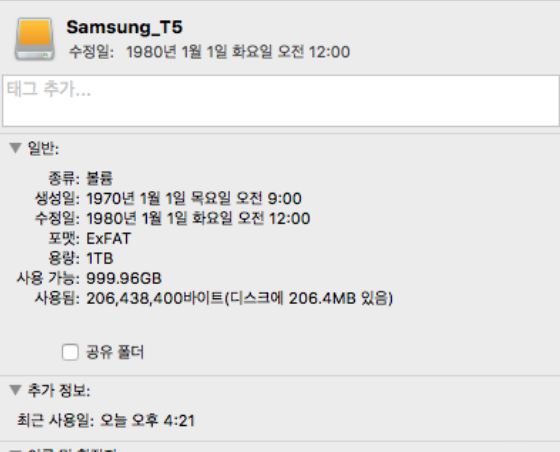 Samsung_T5
수정일: 1980년 1월 1일 화요일 오전 12:00
태그 추가...
일반:
종류: 볼륨
생성일: 1970년 1월 1일 목요일 오전 9:00
수정일: 1980년 1월 1일 화요일 오전 12:00
포맷: ExFAT
용량: 1TB
사용 가능: 999.96GB
사용됨: 206,438,400바이트(디스크에 206.4MB 있음)
공유 폴더
추가 정보:
최근 사용일: 오늘 오후 4:21